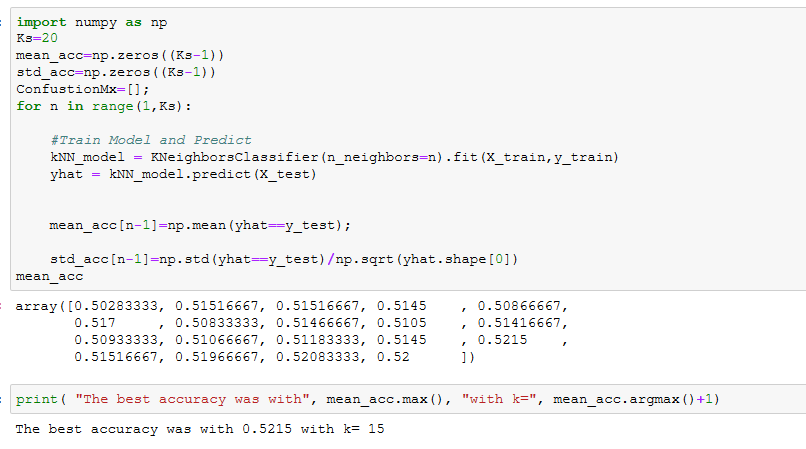 import numpy as np
Ks=20
mean_acc=np.zeros((Ks-1))
std_acc=np.zeros((Ks-1))
ConfustionMx=[];
for n in range(1,Ks):
    #Train Model and Predict
    kNN_model = KNeighborsClassifier(n_neighbors=n).fit(X_train,y_train)
    yhat = kNN_model.predict(X_test)
    mean_acc[n-1]=np.mean(yhat==y_test);
    std_acc[n-1]=np.std(yhat==y_test)/np.sqrt(yhat.shape[0])
mean_acc
array([0.50283333, 0.51516667, 0.51516667, 0.5145    , 0.50866667,
       0.517     , 0.50833333, 0.51466667, 0.5105    , 0.51416667,
       0.50933333, 0.51066667, 0.51183333, 0.5145    , 0.5215    ,
       0.51516667, 0.51966667, 0.52083333, 0.52      ])
print( "The best accuracy was with", mean_acc.max(), "with k=", mean_acc.argmax()+1)
The best accuracy was with 0.5215 with k= 15